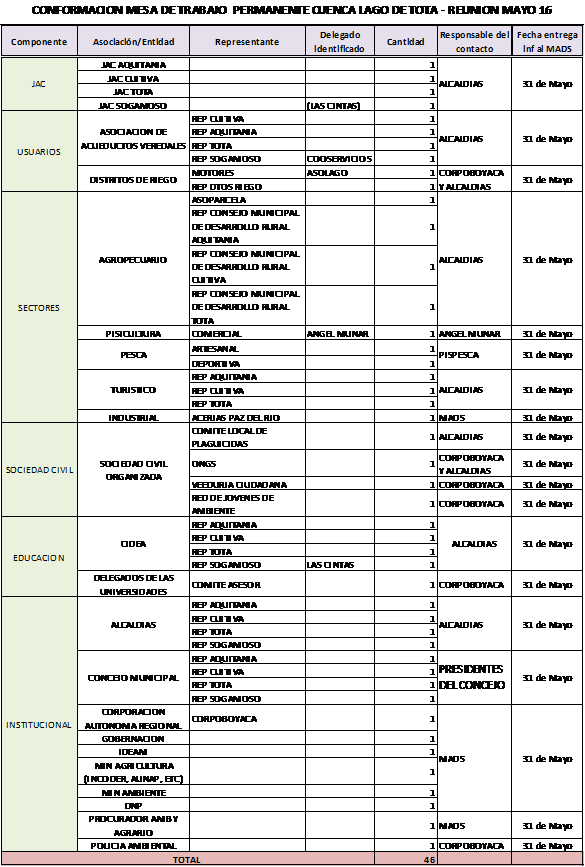 CONFORMACION MESA DE TRABAJO PERMANENTE CUENCA LAGO DE TOTA - REUNION MAYO 16
Componente Asociación/Entidad Representante Delegado Identificado Cantidad Responsable del contacto Fecha entrega Inf al MADS
JAC JAC AQUITANIA 1 ALCALDIAS 31 de Mayo
JAC CUITIVA 1
JAC TOTA 1
JAC SOGAMOSO (LAS CINTAS) 1
USUARIOS ASOCIACION DE ACUEDUCTOS VEREDALES REP CUITIVA 1 ALCALDIAS 31 de Mayo
REP AQUITANIA 1
REP TOTA 1
REP SOGAMOSO COOSERVICIOS 1
DISTRITOS DE RIEGO MOTORES ASOLAGO 1 CORPOBOYACA Y ALCALDIAS 31 de Mayo
REP DTOS RIEGO 1
SECTORES AGROPECUARIO ASOPARCELA 1 ALCALDIAS 31 de Mayo
REP CONSEJO MUNICIPAL DE DESARROLLO RURAL AQUITANIA 1
REP CONSEJO MUNICIPAL DE DESARROLLO RURAL CUITIVA 1
REP CONSEJO MUNICIPAL DE DESARROLLO RURAL TOTA 1
PISICULTURA COMERCIAL ANGEL MUNAR 1 ANGEL MUNAR 31 de Mayo
PESCA ARTESANAL 1 PISPESCA 31 de Mayo
DEPORTIVA 1
TURISTICO REP AQUITANIA 1 ALCALDIAS 31 de Mayo
REP CUITIVA 1
REP TOTA 1
INDUSTRIAL ACERIAS PAZ DEL RIO 1 MADS 31 de Mayo
SOCIEDAD CIVIL SOCIEDAD CIVIL ORGANIZADA COMITE LOCAL DE PLAGUICIDAS 1 ALCALDIAS 31 de Mayo
ONGS 1 CORPOBOYACA Y ALCALDIAS 31 de Mayo
VEEDURIA CIUDADANA 1 CORPOBOYACA 31 de Mayo
RED DE JOVENES DE AMBIENTE 1 CORPOBOYACA 31 de Mayo
EDUCACION CIDEA REP AQUITANIA 1 ALCALDIAS 31 de Mayo
REP CUITIVA 1
REP TOTA 1
REP SOGAMOSO LAS CINTAS 1
DELEGADOS DE LAS UNIVERSIDADES COMITE ASESOR 1 CORPOBOYACA 31 de Mayo
INSTITUCIONAL ALCALDIAS REP AQUITANIA 1 ALCALDIAS 31 de Mayo
REP CUITIVA 1
REP TOTA 1
REP SOGAMOSO 1
CONCEJO MUNICIPAL REP AQUITANIA 1 PRESIDENTES DEL CONCEJO 31 de Mayo
REP CUITIVA 1
REP TOTA 1
REP SOGAMOSO 1
CORPORACION AUTONOMA REGIONAL CORPOBOYACA 1 MADS 31 de Mayo
GOBERNACION 1
IDEAM 1
MIN AGRICULTURA (INCODER, AUNAP, ETC) 1
MIN AMBIENTE 1
DNP 1
PROCURADOR AMB Y AGRARIO 1 MADS 31 de Mayo
POLICIA AMBIENTAL 1 CORPOBOYACA 31 de Mayo
TOTAL 46